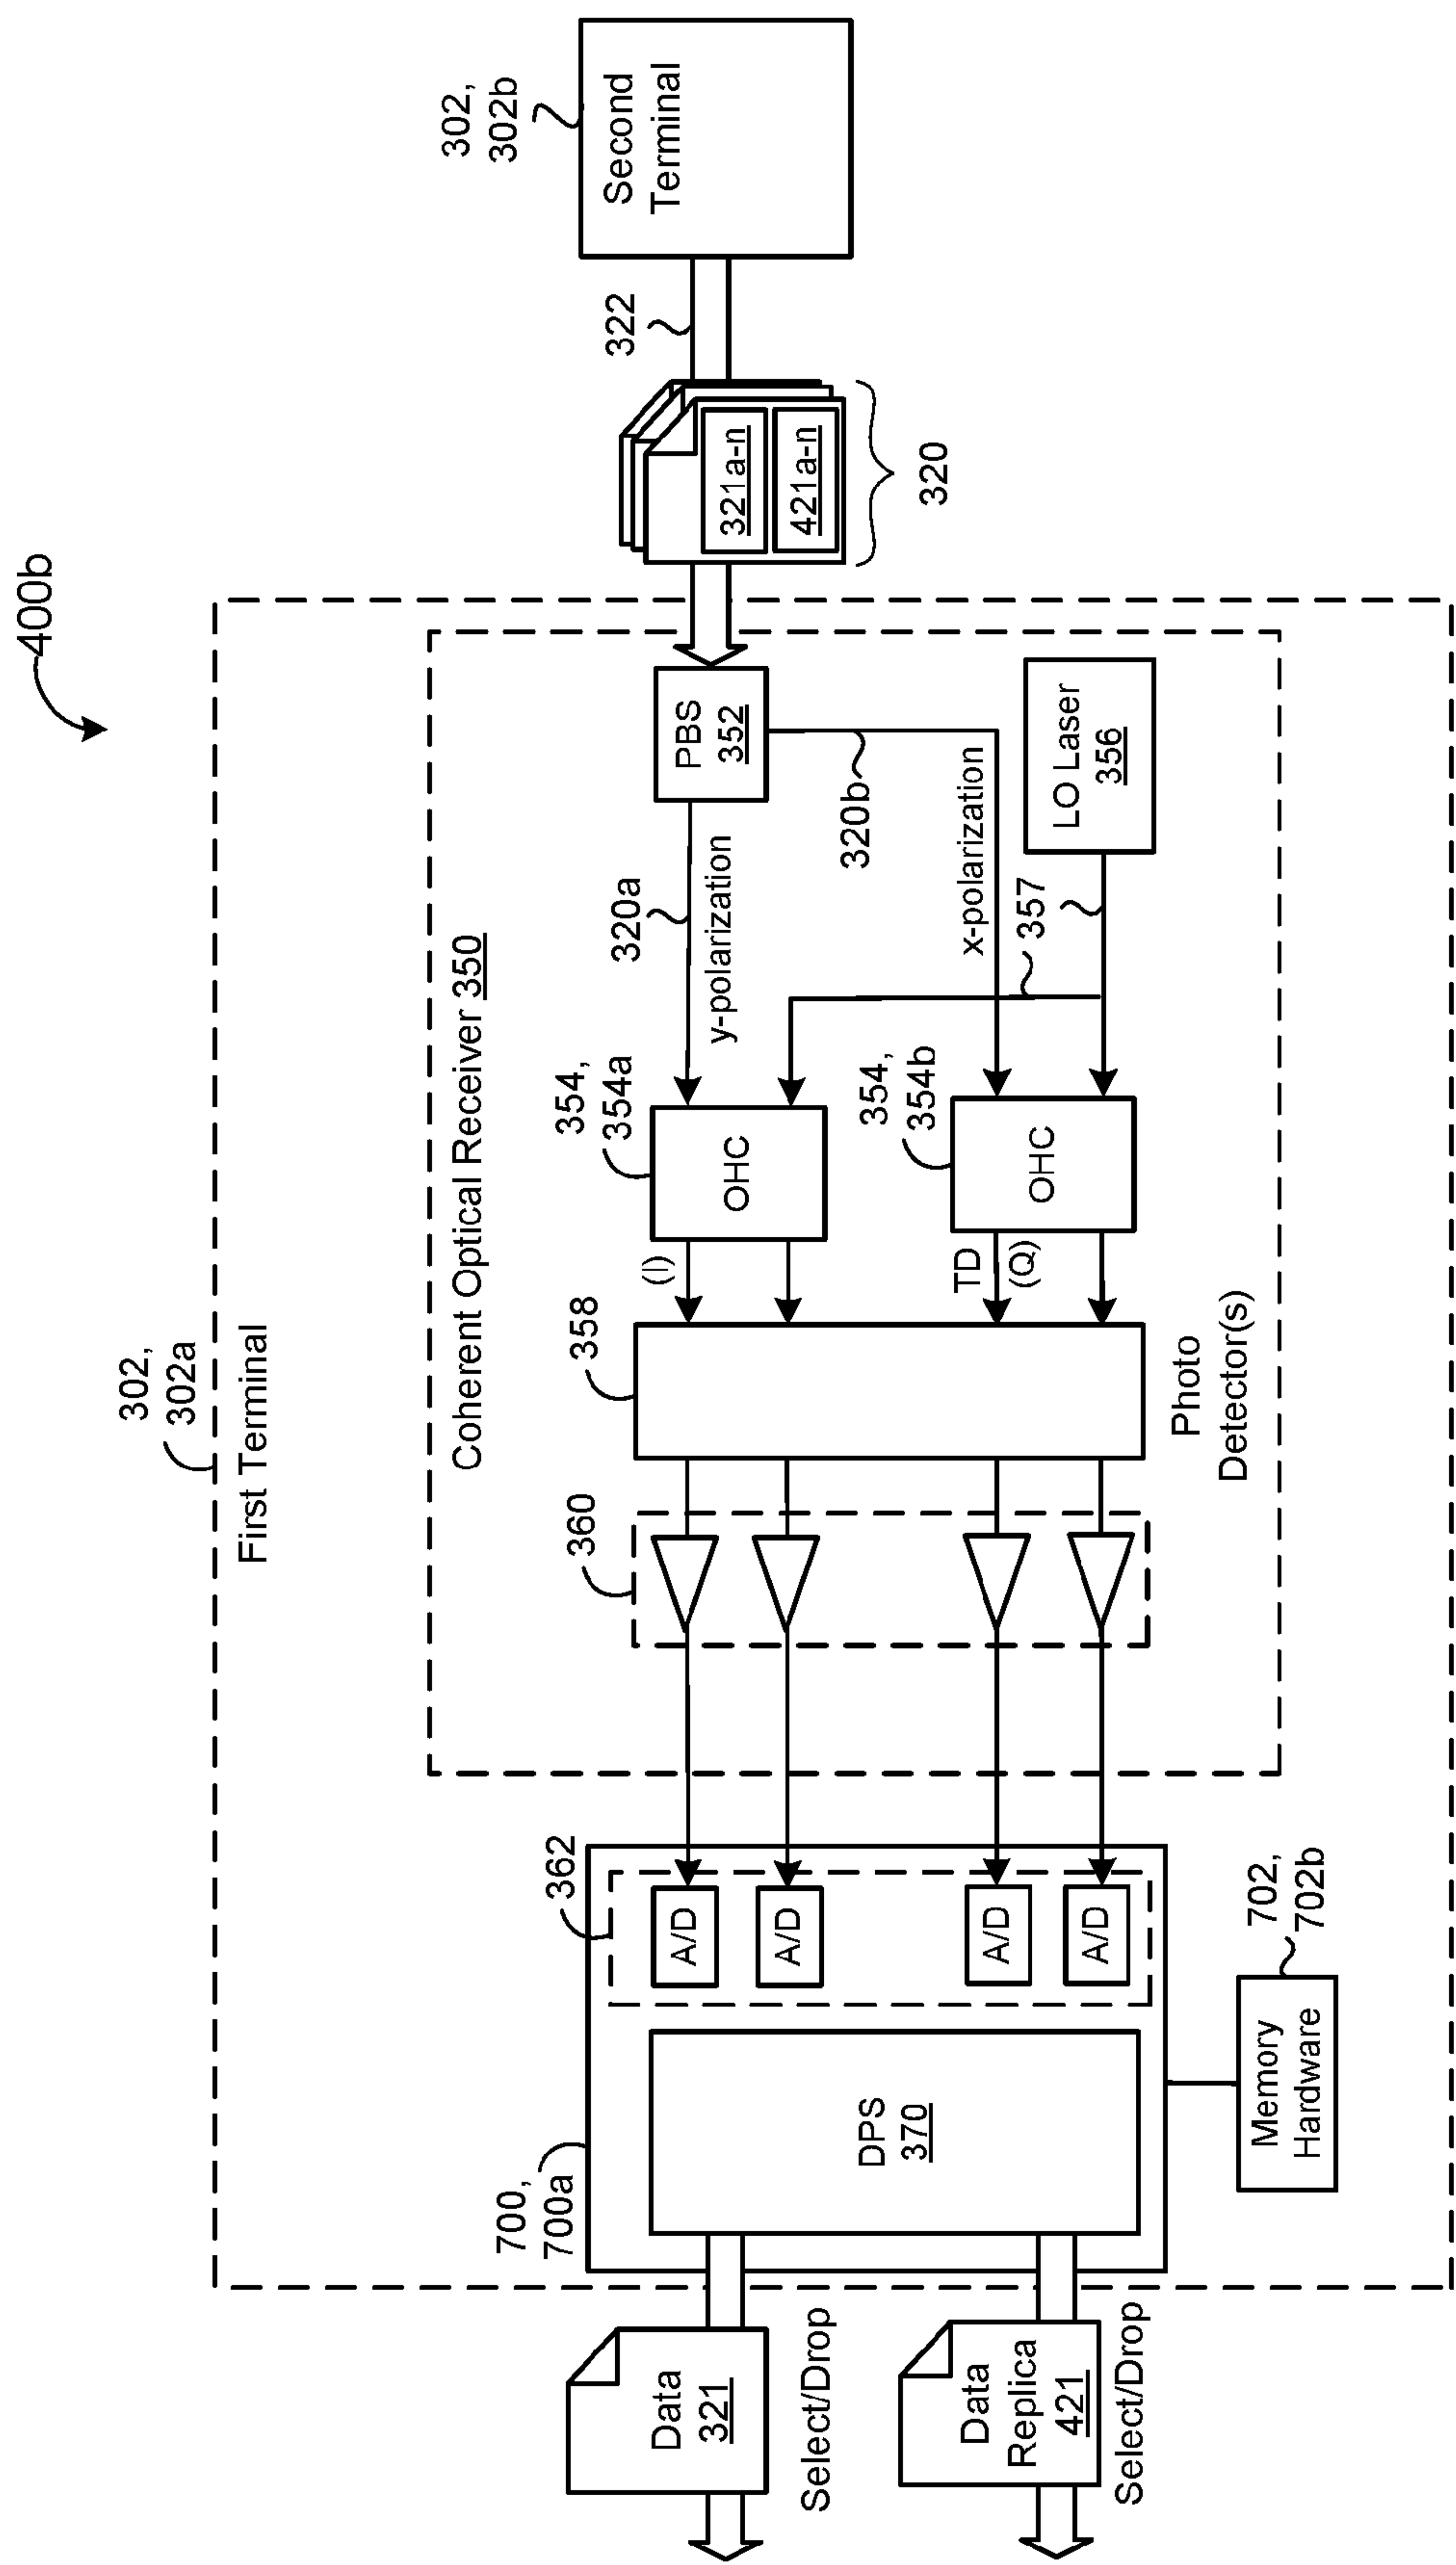 400b
302,
302a
First Terminal
Coherent Optical Receiver 350
700,
700a
362
360
358
354,
354a
320a
y-polarization
322
302,
302b
Second
Terminal
321a-n
421a-n
320
PBS
352
320b
x-polarization
357
LO Laser
356
354,
354b
OHC
OHC
(I)
TD
(Q)
Photo
Detector(s)
A/D
A/D
A/D
A/D
DPS
370
702,
702b
Memory
Hardware
Data
321
Select/Drop
Data
Replica
421
Select/Drop